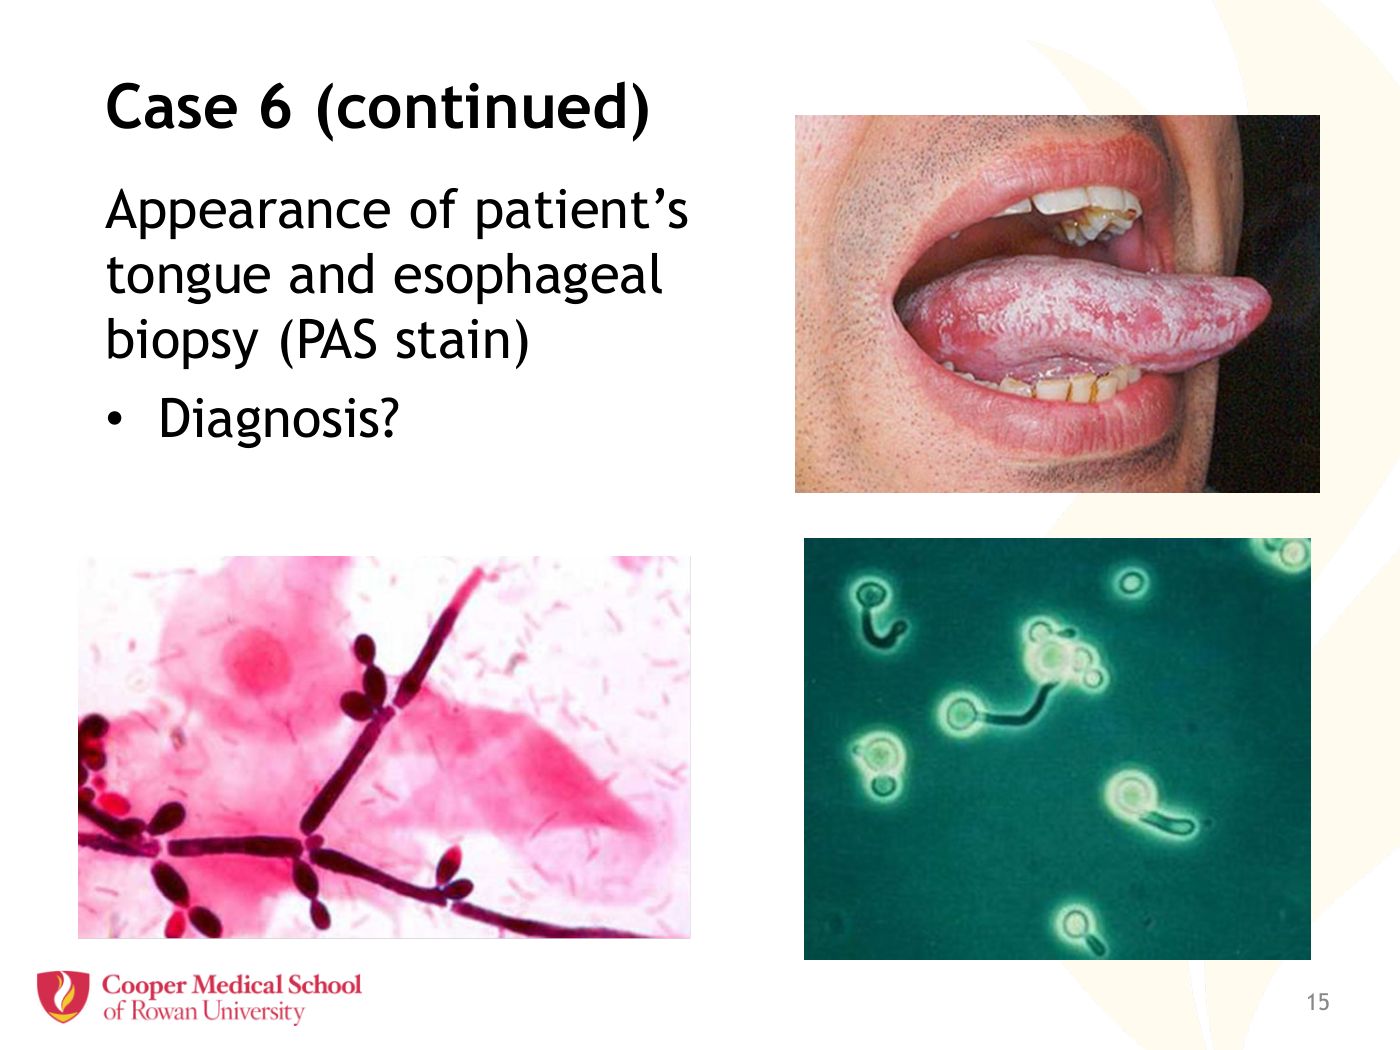 Case 6 (continued)
Appearance of patient’s
tongue and esophageal
biopsy (PAS stain)
• Diagnosis?
Cooper Medical School
of Rowan University
15